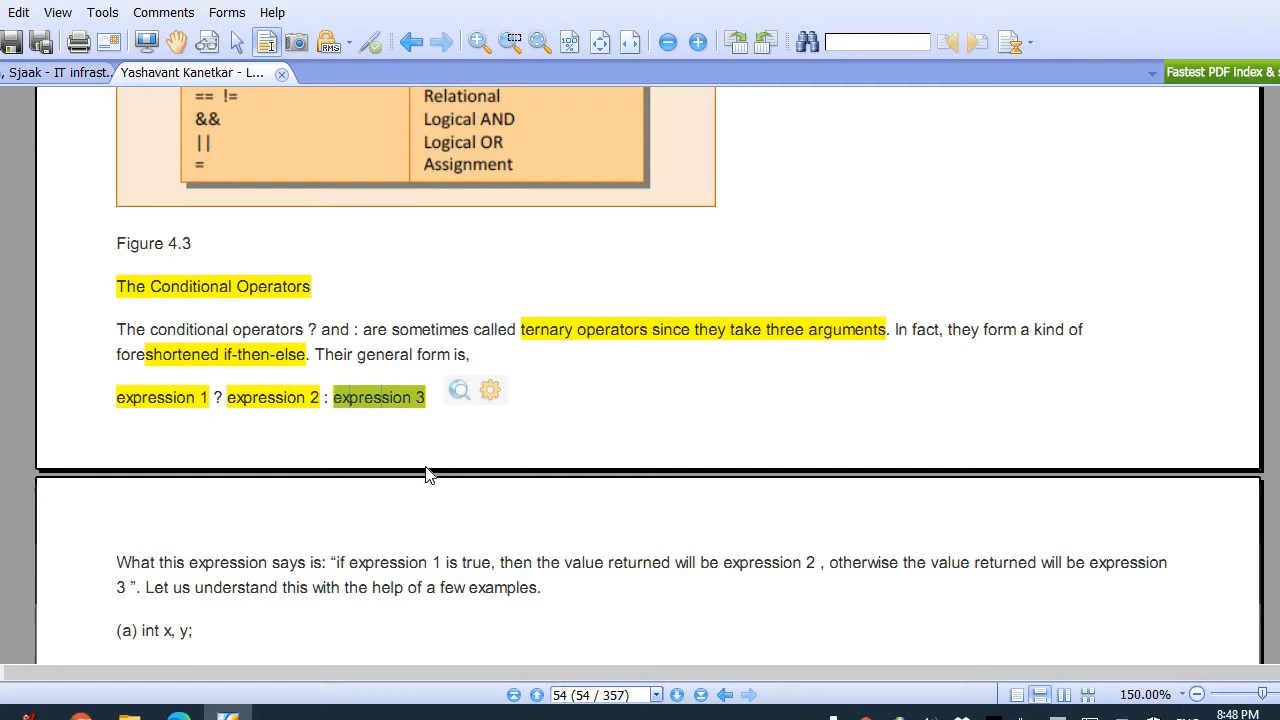 Edit View Tools Comments Forms Help
RMS
, Sjaak - IT infrast... Yashavant Kanetkar - L... Fastest PDF index & s
== != Relational
&& Logical AND
|| Logical OR
= Assignment
Figure 4.3
The Conditional Operators
The conditional operators ? and : are sometimes called ternary operators since they take three arguments. In fact, they form a kind of
foreshortened if-then-else. Their general form is,
expression 1 ? expression 2 : expression 3
What this expression says is: “if expression 1 is true, then the value returned will be expression 2 , otherwise the value returned will be expression
3 ”. Let us understand this with the help of a few examples.
(a) int x, y;
54 (54 / 357) 150.00%
8:48 PM